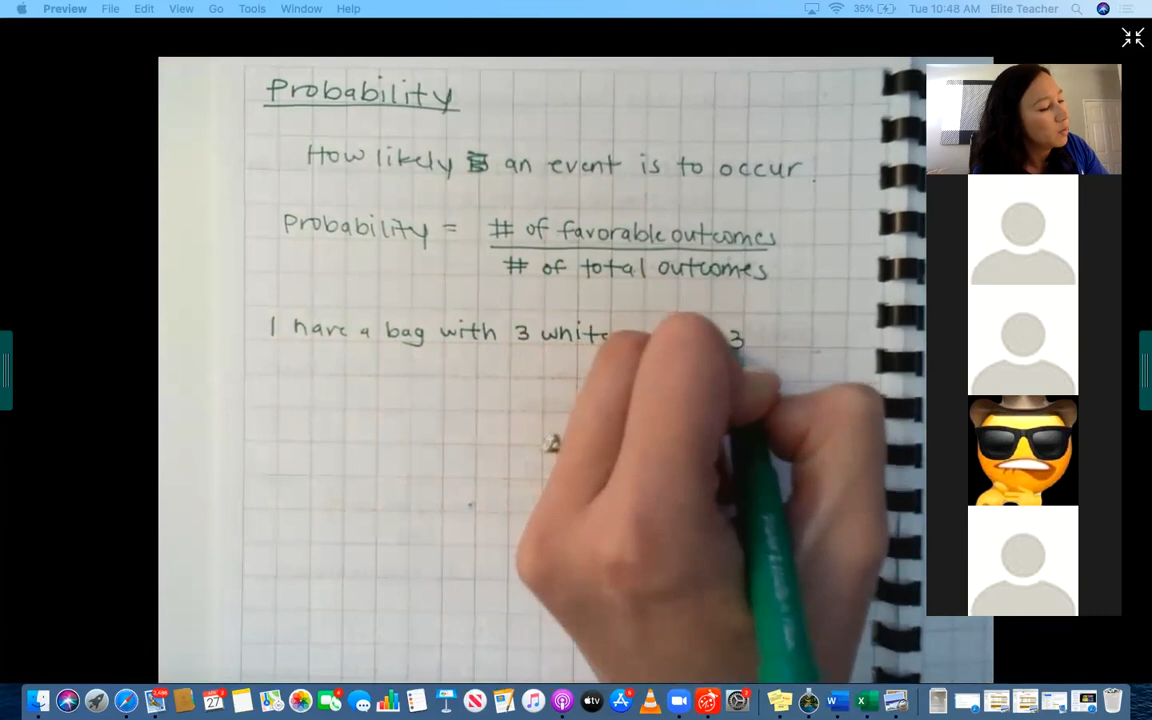 Preview File Edit View Go Tools Window Help 35% Tue 10:48 AM Elite Teacher
Probability
How likely an event is to occur.
Probability = # of favorable outcomes
# of total outcomes
I have a bag with 3 white 3